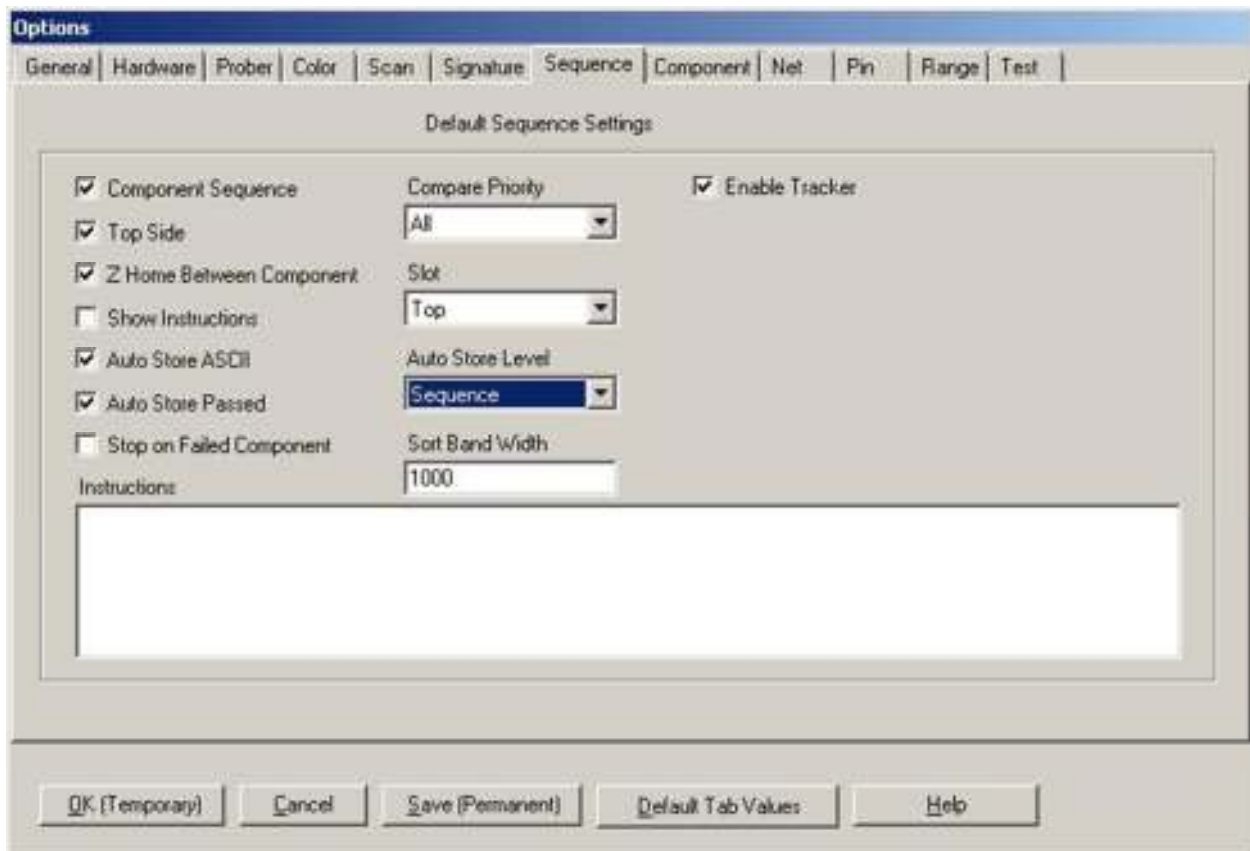 Options
General Hardware Prober Color Scan Signature Sequence Component Net Pin Range Test
Default Sequence Settings
Component Sequence
Top Side
Z Home Between Component
Show Instructions
Auto Store ASCII
Auto Store Passed
Stop on Failed Component
Compare Priority
All
Slot
Top
Auto Store Level
Sequence
Sort Band Width
1000
Enable Tracker
Instructions
OK (Temporary) Cancel Save (Permanent) Default Tab Values Help